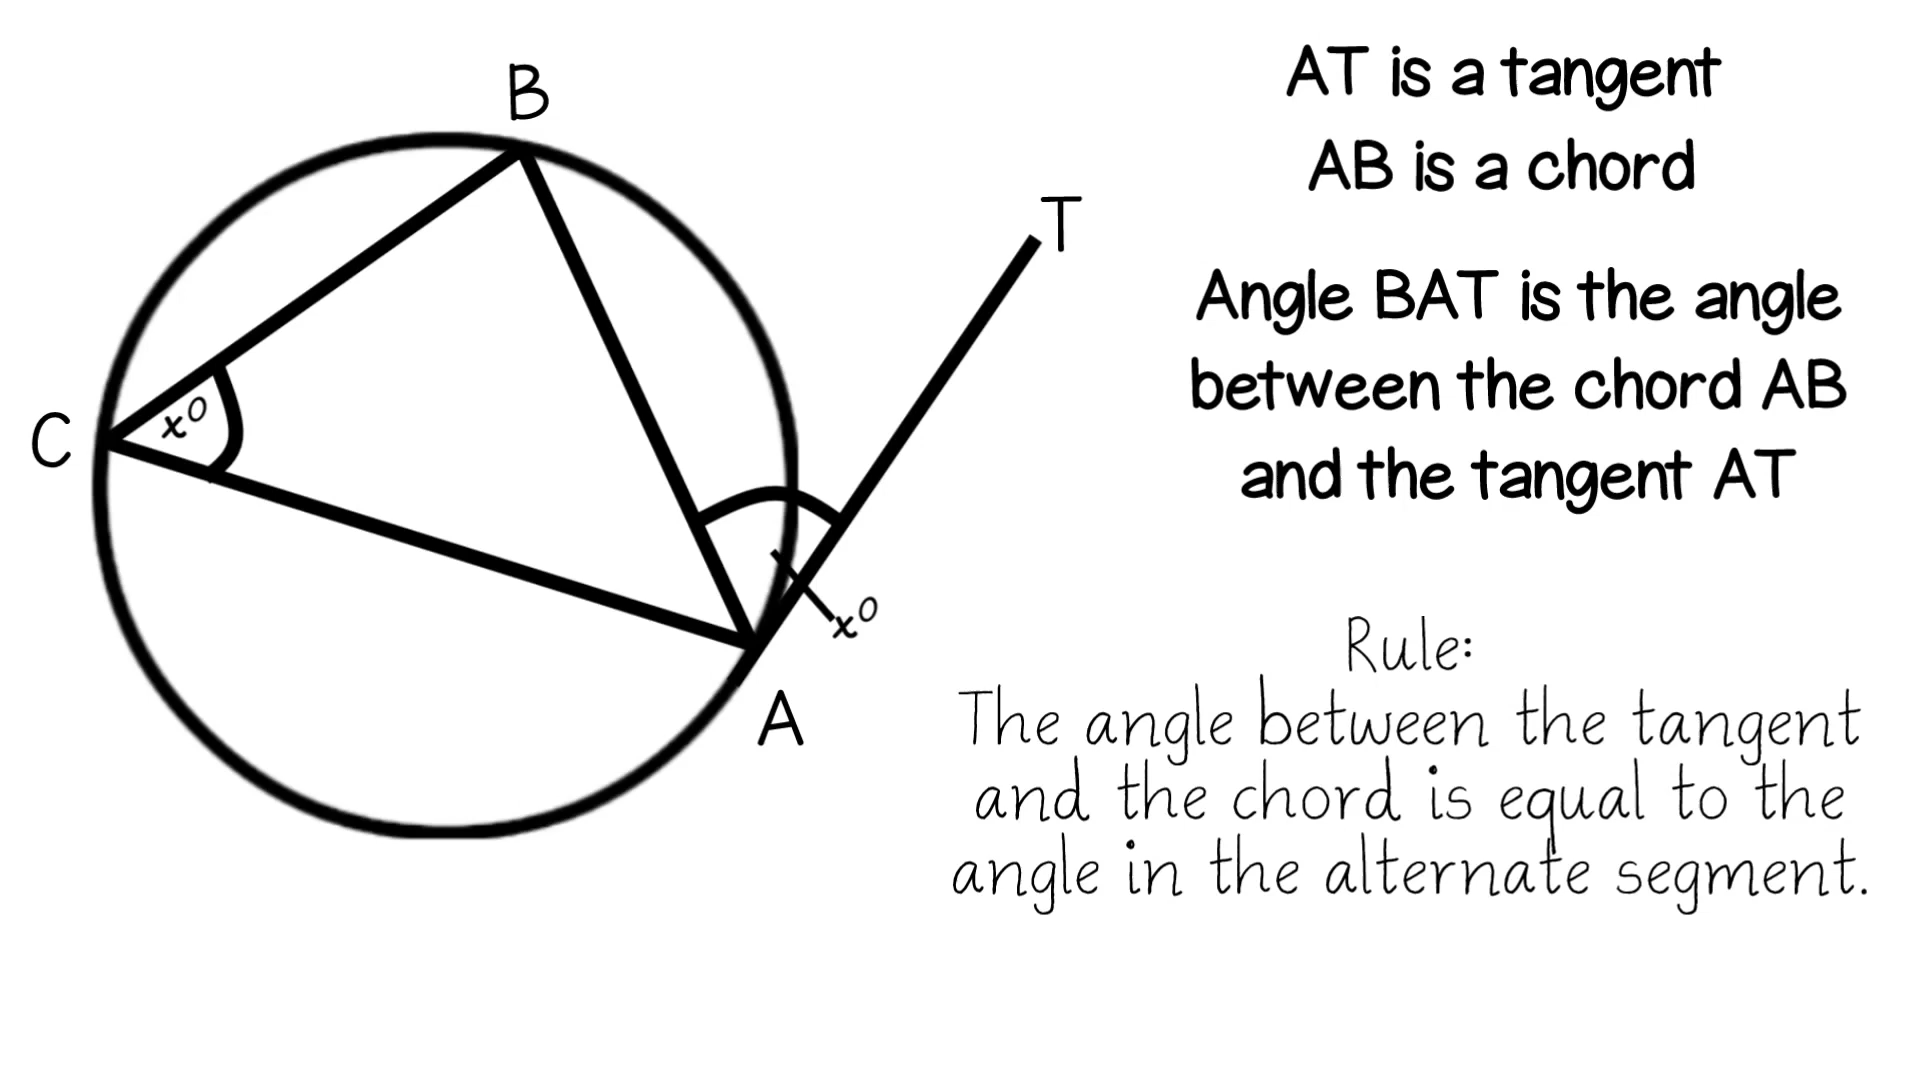 B
AT is a tangent
AB is a chord
T
Angle BAT is the angle
between the chord AB
and the tangent AT
C
x°
x°
A
Rule:
The angle between the tangent
and the chord is equal to the
angle in the alternate segment.